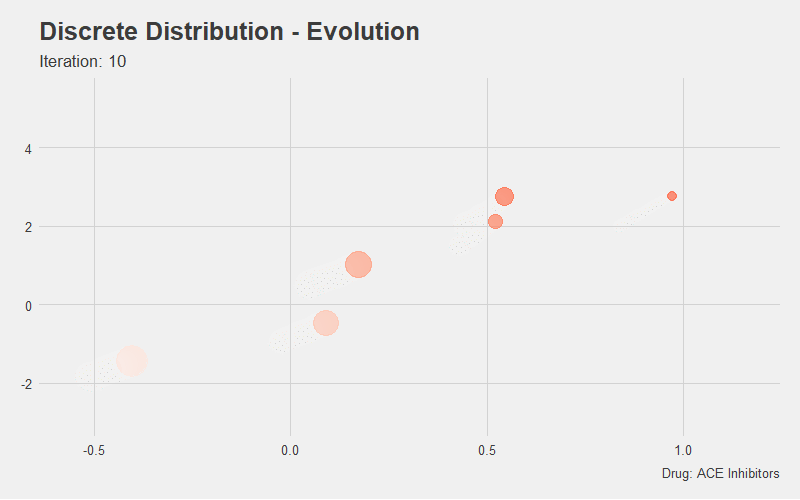 Discrete Distribution - Evolution
Iteration: 10
4
2
0
-2
-0.5 0.0 0.5 1.0
Drug: ACE Inhibitors